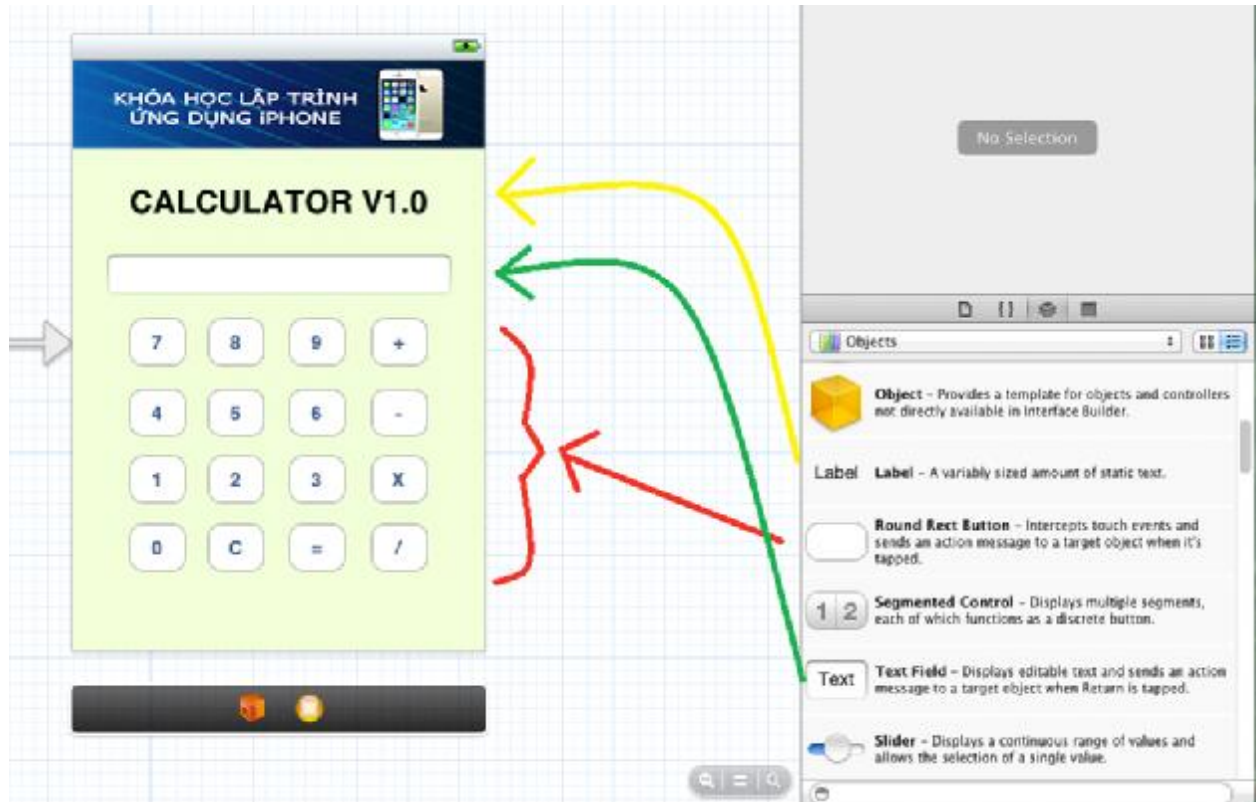 KHÓA HỌC LẬP TRÌNH
ỨNG DỤNG iPHONE
CALCULATOR V1.0
7 8 9 +
4 5 6 -
1 2 3 X
0 C = /
No Selection
{}
Objects
Object – Provides a template for objects and controllers
not directly available in Interface Builder.
Label Label – A variably sized amount of static text.
Round Rect Button – Intercepts touch events and
sends an action message to a target object when it's
tapped.
1 2 Segmented Control – Displays multiple segments,
each of which functions as a discrete button.
Text Text Field – Displays editable text and sends an action
message to a target object when Return is tapped.
Slider – Displays a continuous range of values and
allows the selection of a single value.